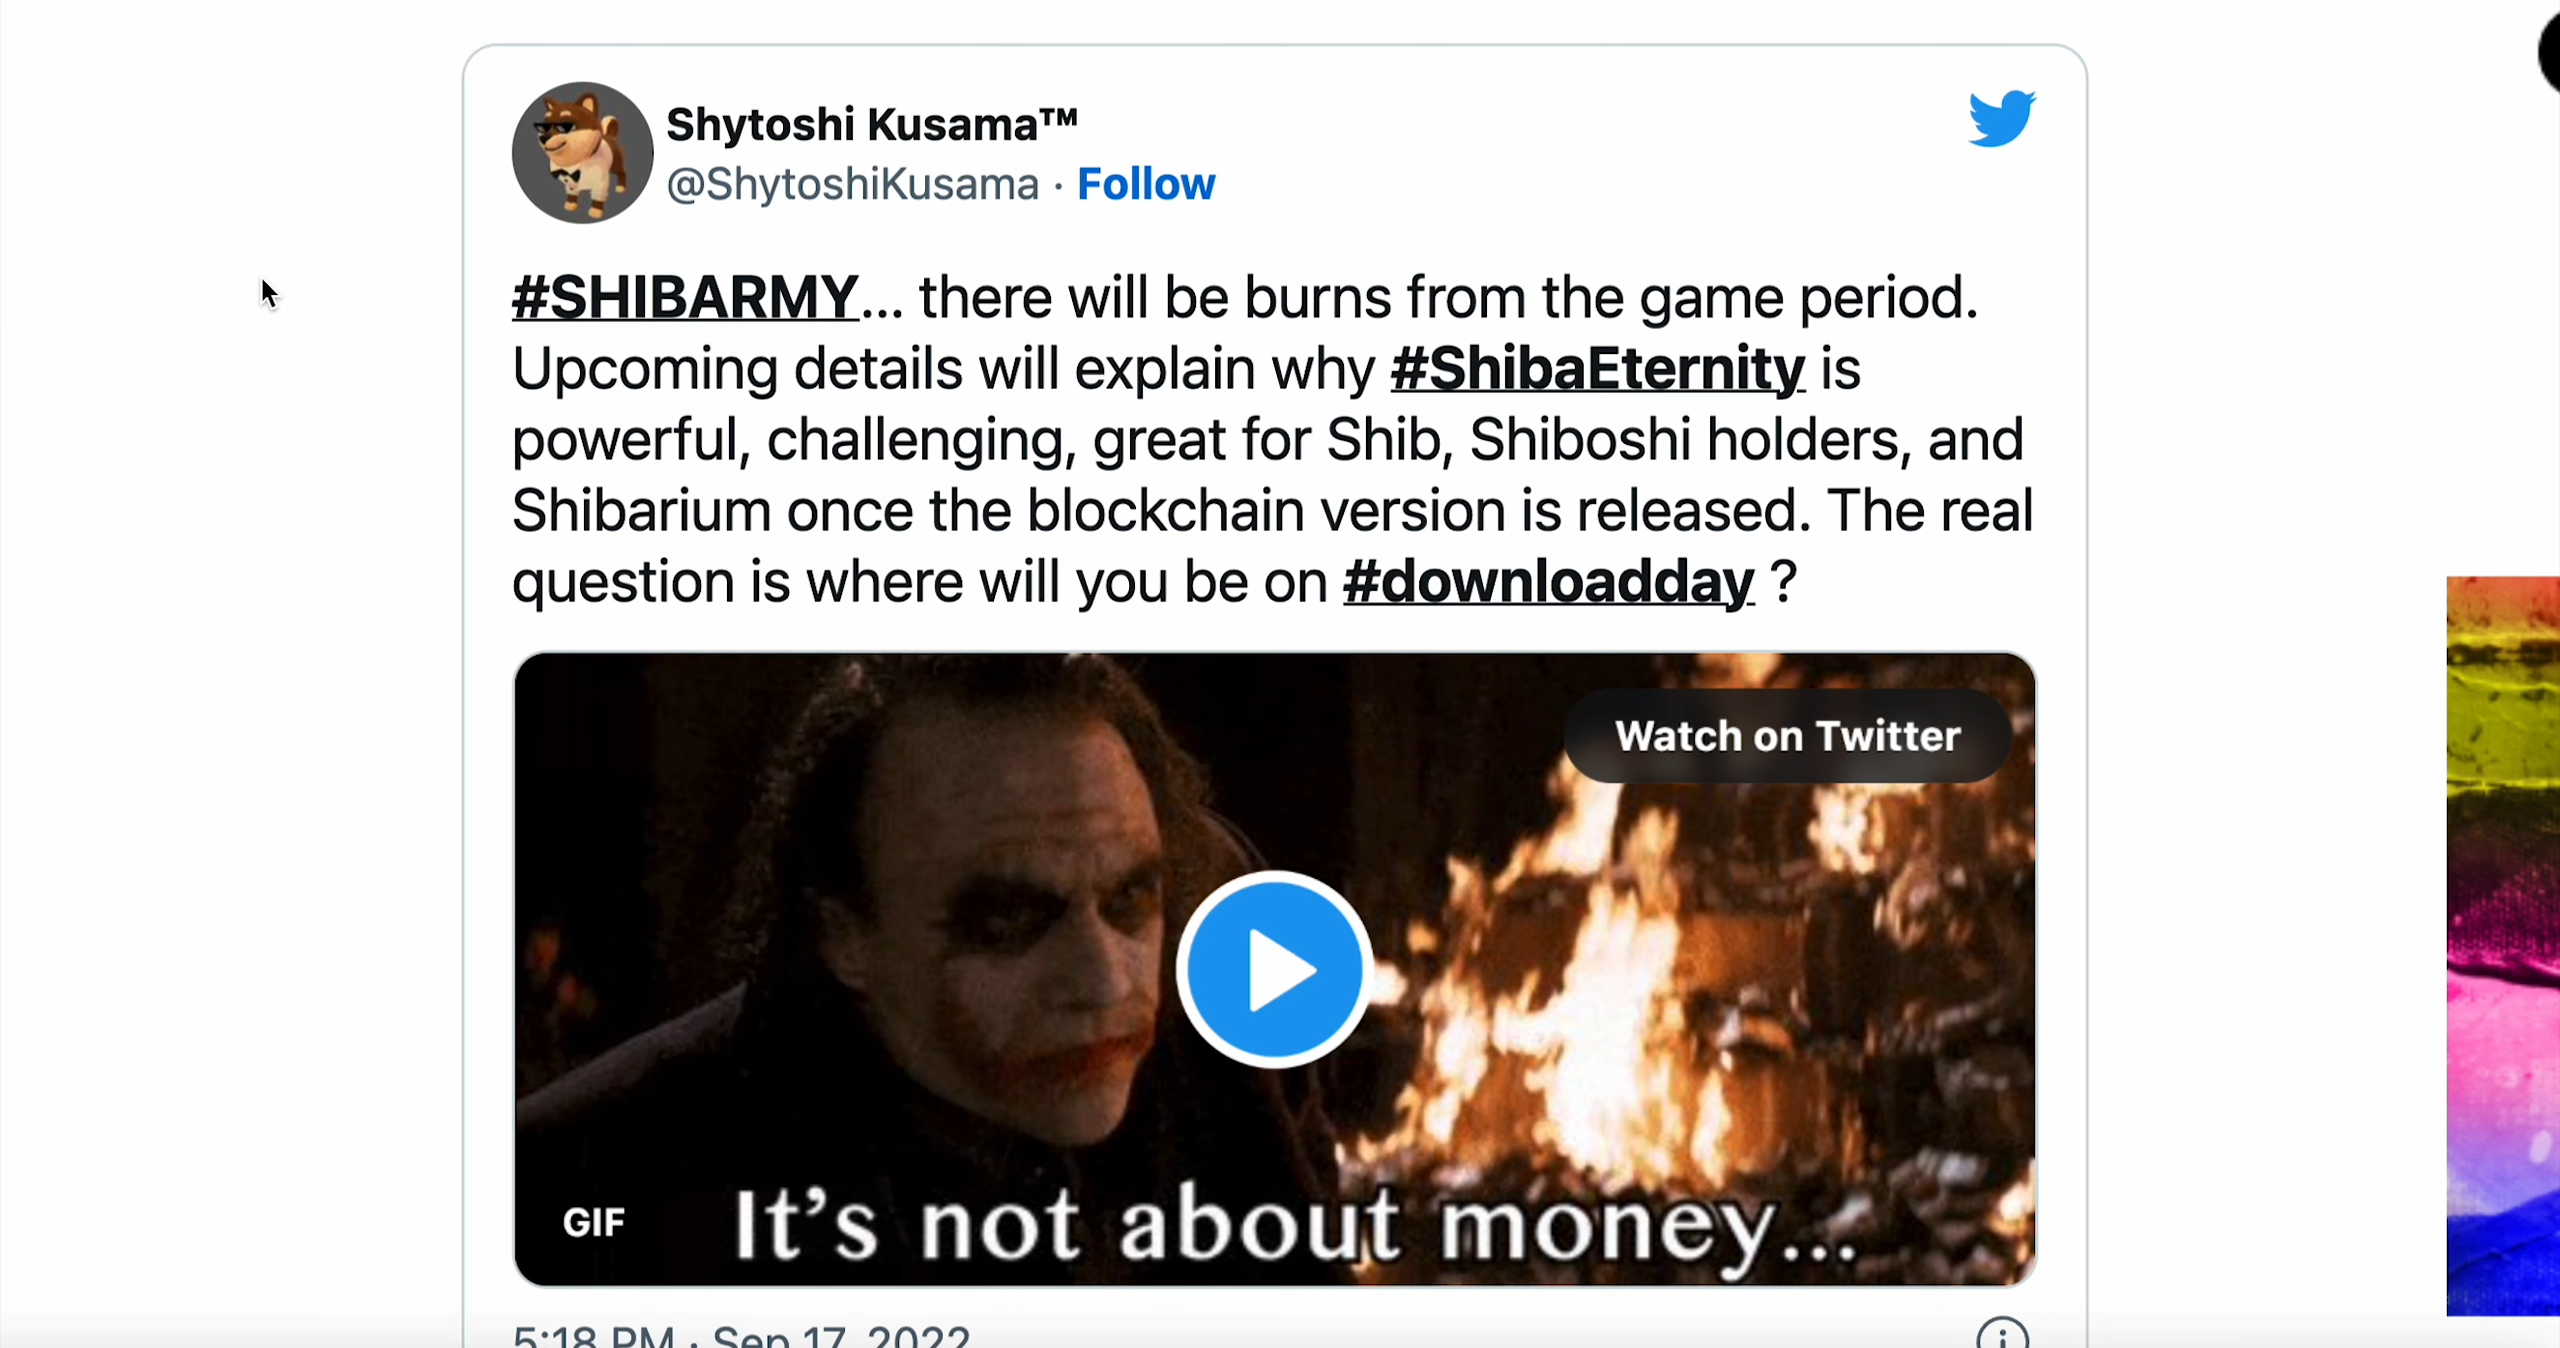 Shytoshi Kusama™
@ShytoshiKusama · Follow
#SHIBARMY... there will be burns from the game period.
Upcoming details will explain why #ShibaEternity is
powerful, challenging, great for Shib, Shiboshi holders, and
Shibarium once the blockchain version is released. The real
question is where will you be on #downloadday ?
Watch on Twitter
GIF
It's not about money...
5:18 PM · Sep 17, 2022